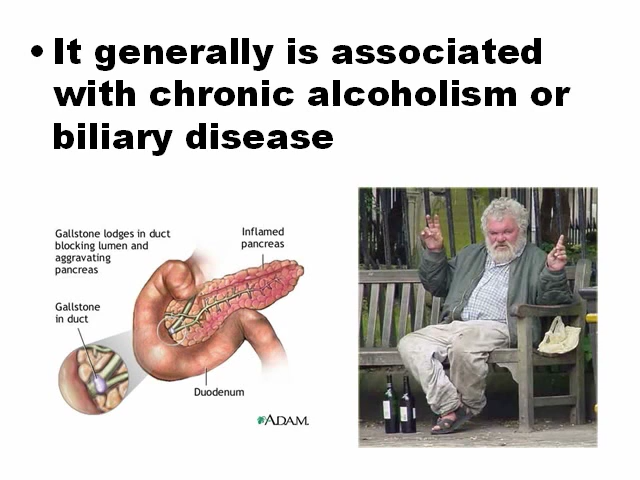 • It generally is associated
with chronic alcoholism or
biliary disease
Gallstone lodges in duct
blocking lumen and
aggravating
pancreas
Inflamed
pancreas
Gallstone
in duct
Duodenum
ADAM.